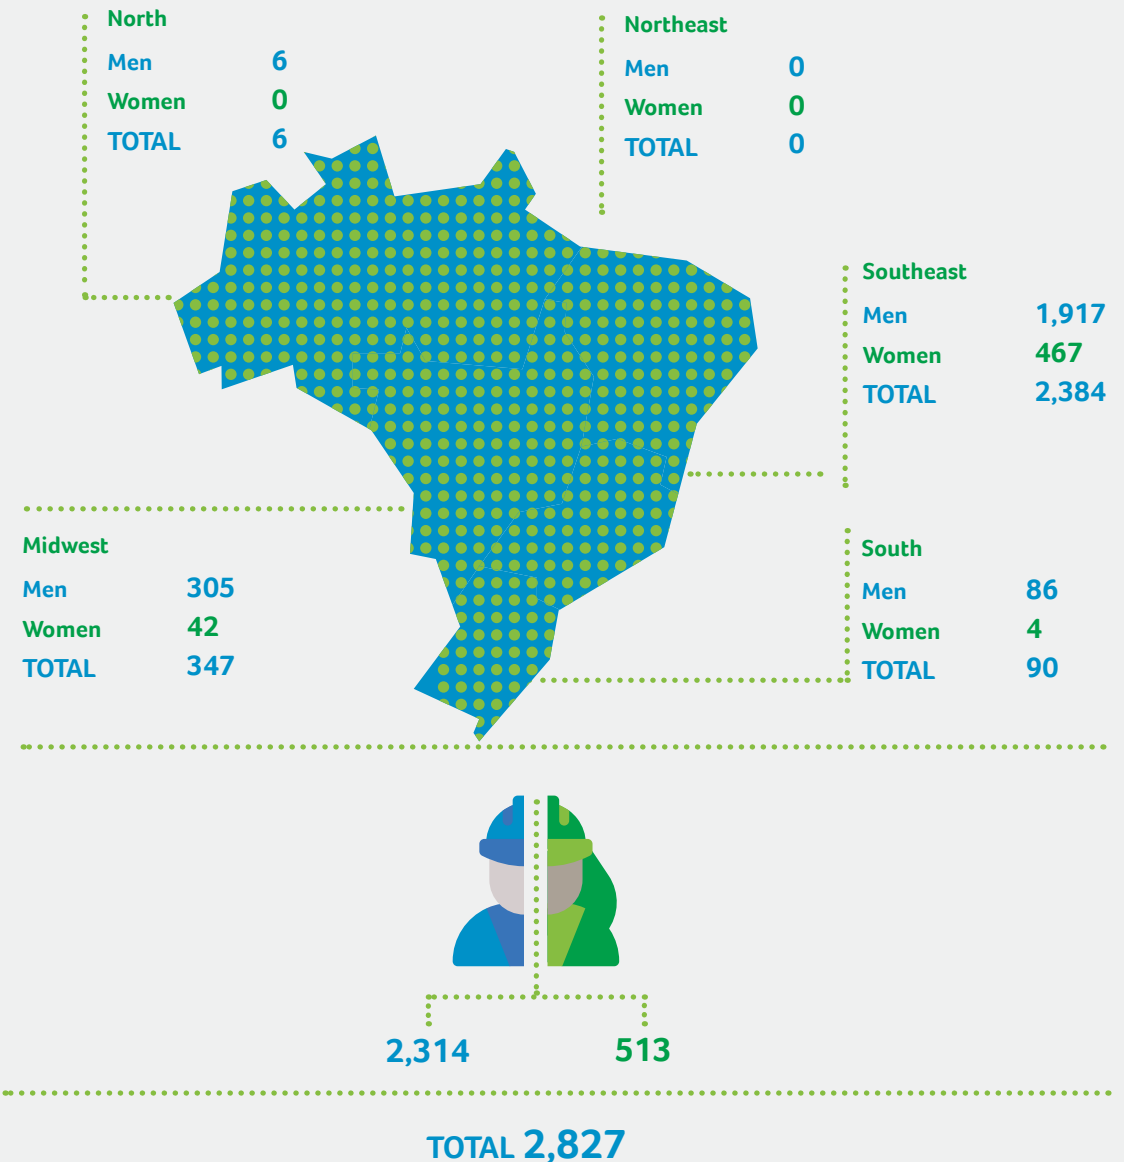 North
Men 6
Women 0
TOTAL 6
Northeast
Men 0
Women 0
TOTAL 0
Southeast
Men 1,917
Women 467
TOTAL 2,384
Midwest
Men 305
Women 42
TOTAL 347
South
Men 86
Women 4
TOTAL 90
2,314
513
TOTAL 2,827